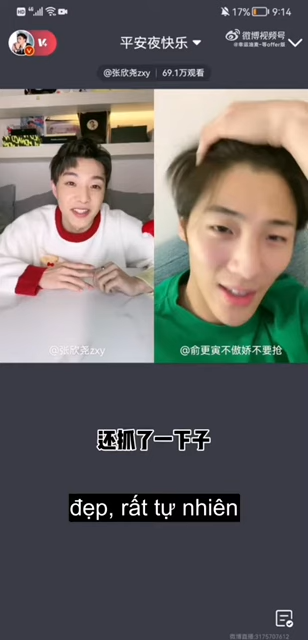 HD 4G 17% 9:14
平安夜快乐
微博视频号
@张欣尧zxy 69.1万观看
@张欣尧zxy
@俞更寅不傲娇不要抢
还抓了一下子
đẹp, rất tự nhiên